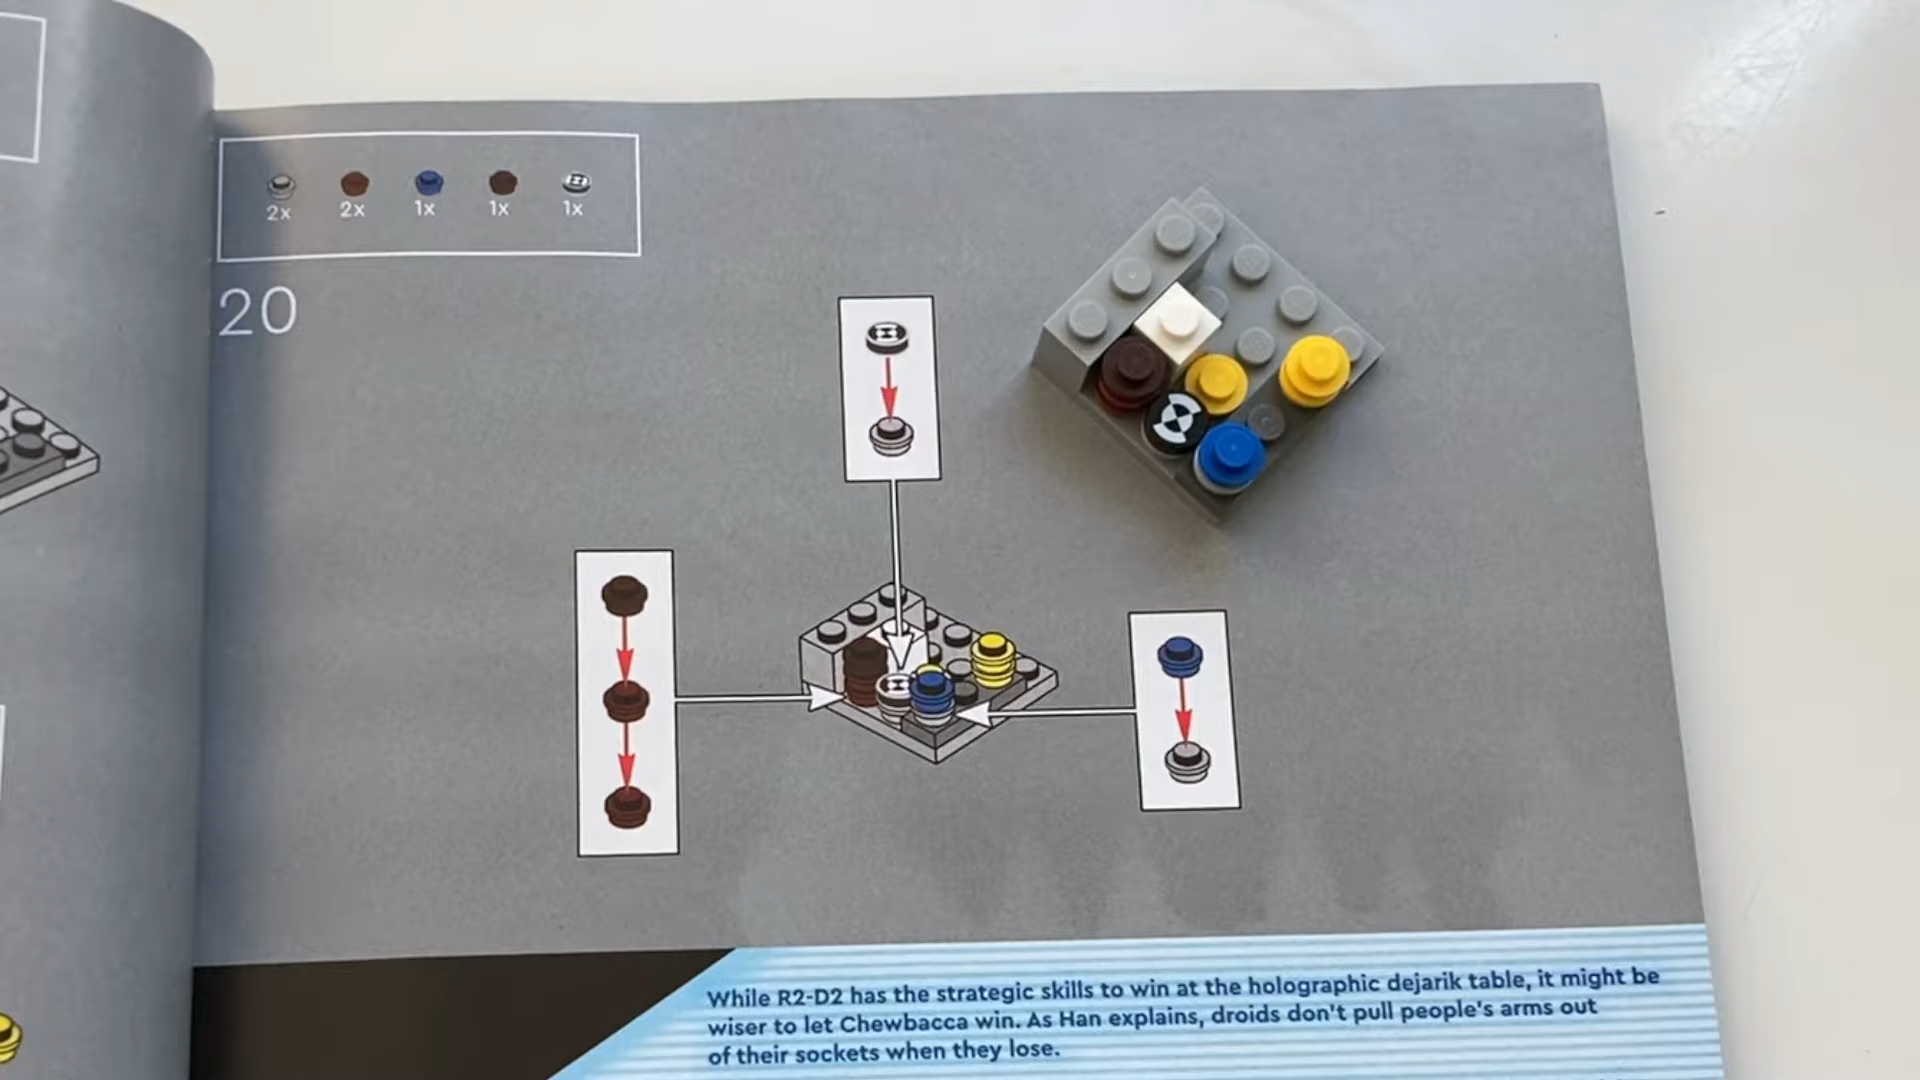 2x 2x 1x 1x 1x
20
While R2-D2 has the strategic skills to win at the holographic dejarik table, it might be
wiser to let Chewbacca win. As Han explains, droids don't pull people's arms out
of their sockets when they lose.